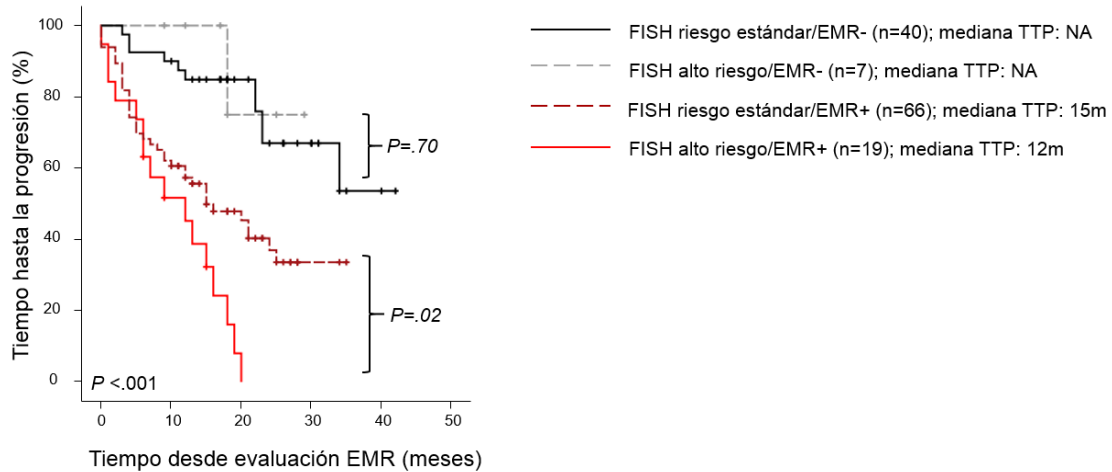 100
80
60
40
20
0
Tiempo hasta la progresión (%)
P=.70
P=.02
P <.001
0 10 20 30 40 50
Tiempo desde evaluación EMR (meses)
FISH riesgo estándar/EMR- (n=40); mediana TTP: NA
FISH alto riesgo/EMR- (n=7); mediana TTP: NA
FISH riesgo estándar/EMR+ (n=66); mediana TTP: 15m
FISH alto riesgo/EMR+ (n=19); mediana TTP: 12m